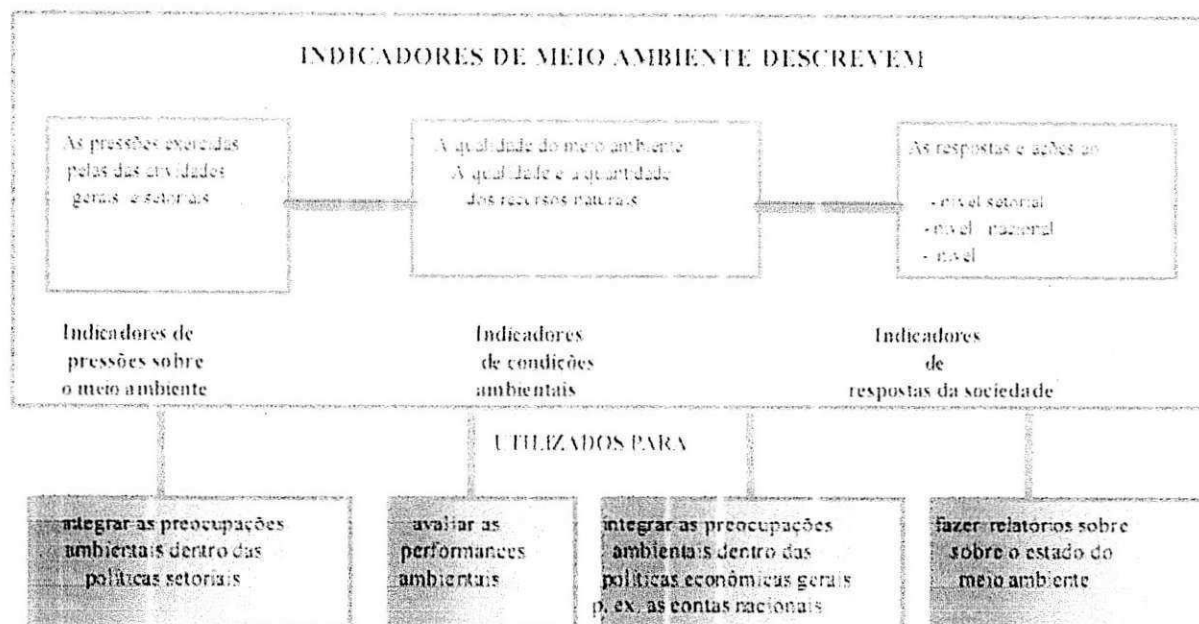 INDICADORES DE MEIO AMBIENTE DESCREVEM
As pressões exercidas
pelas das atividades
gerais e setoriais
A qualidade do meio ambiente
A qualidade e a quantidade
dos recursos naturais
As respostas e ações ao
- nível setorial
- nível nacional
- nível
Indicadores de
pressões sobre
o meio ambiente
Indicadores
de condições
ambientais
Indicadores
de
respostas da sociedade
UTILIZADOS PARA
integrar as preocupações
ambientais dentro das
políticas setoriais
avaliar as
performances
ambientais
integrar as preocupações
ambientais dentro das
políticas econômicas gerais
p. ex. as contas nacionais
fazer relatórios sobre
sobre o estado do
meio ambiente